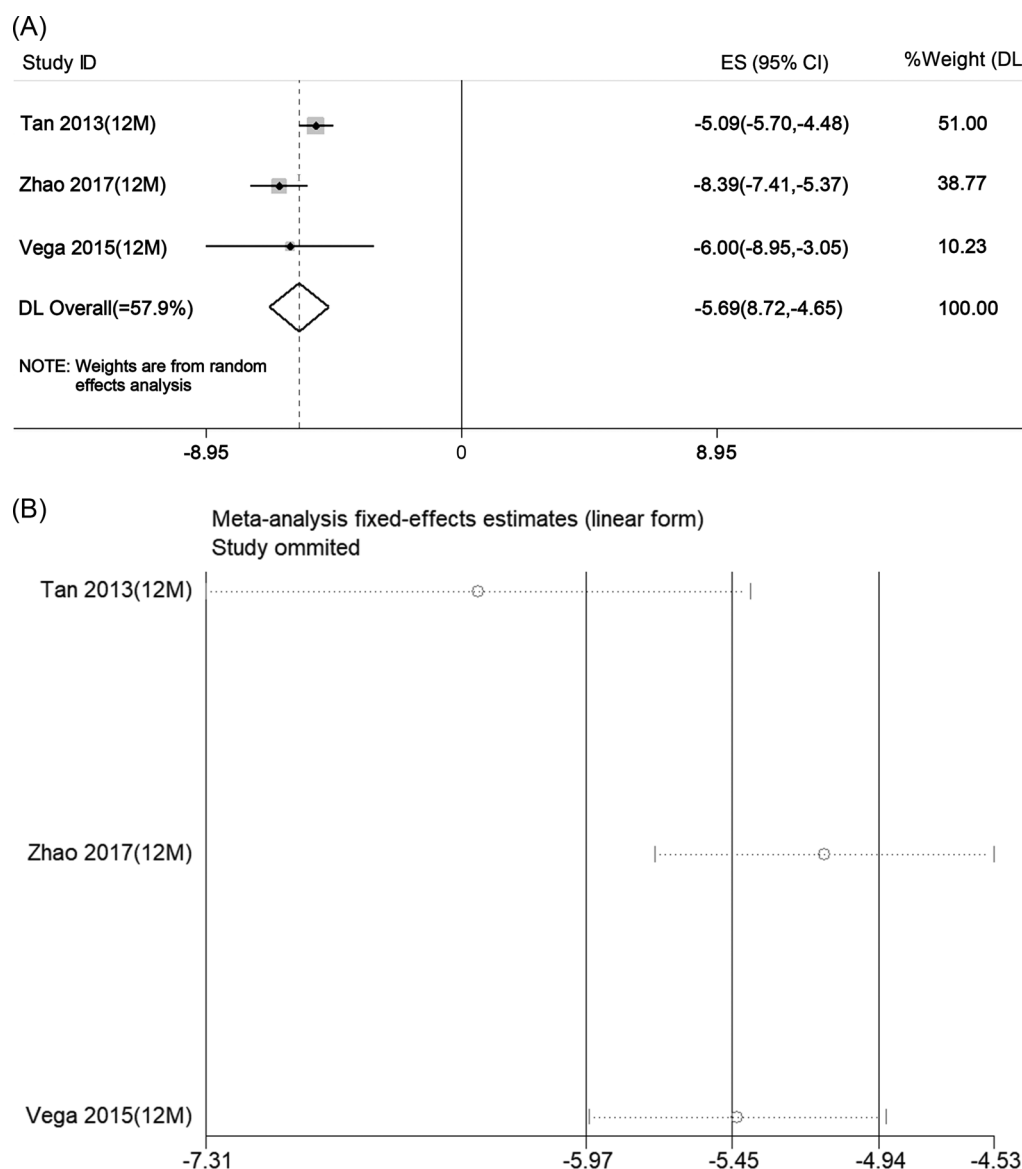 (A)
Study ID ES (95% CI) %Weight (DL
Tan 2013(12M) -5.09(-5.70,-4.48) 51.00
Zhao 2017(12M) -8.39(-7.41,-5.37) 38.77
Vega 2015(12M) -6.00(-8.95,-3.05) 10.23
DL Overall(=57.9%) -5.69(8.72,-4.65) 100.00
NOTE: Weights are from random
effects analysis
-8.95 0 8.95
(B)
Meta-analysis fixed-effects estimates (linear form)
Study ommited
Tan 2013(12M)
Zhao 2017(12M)
Vega 2015(12M)
-7.31 -5.97 -5.45 -4.94 -4.53